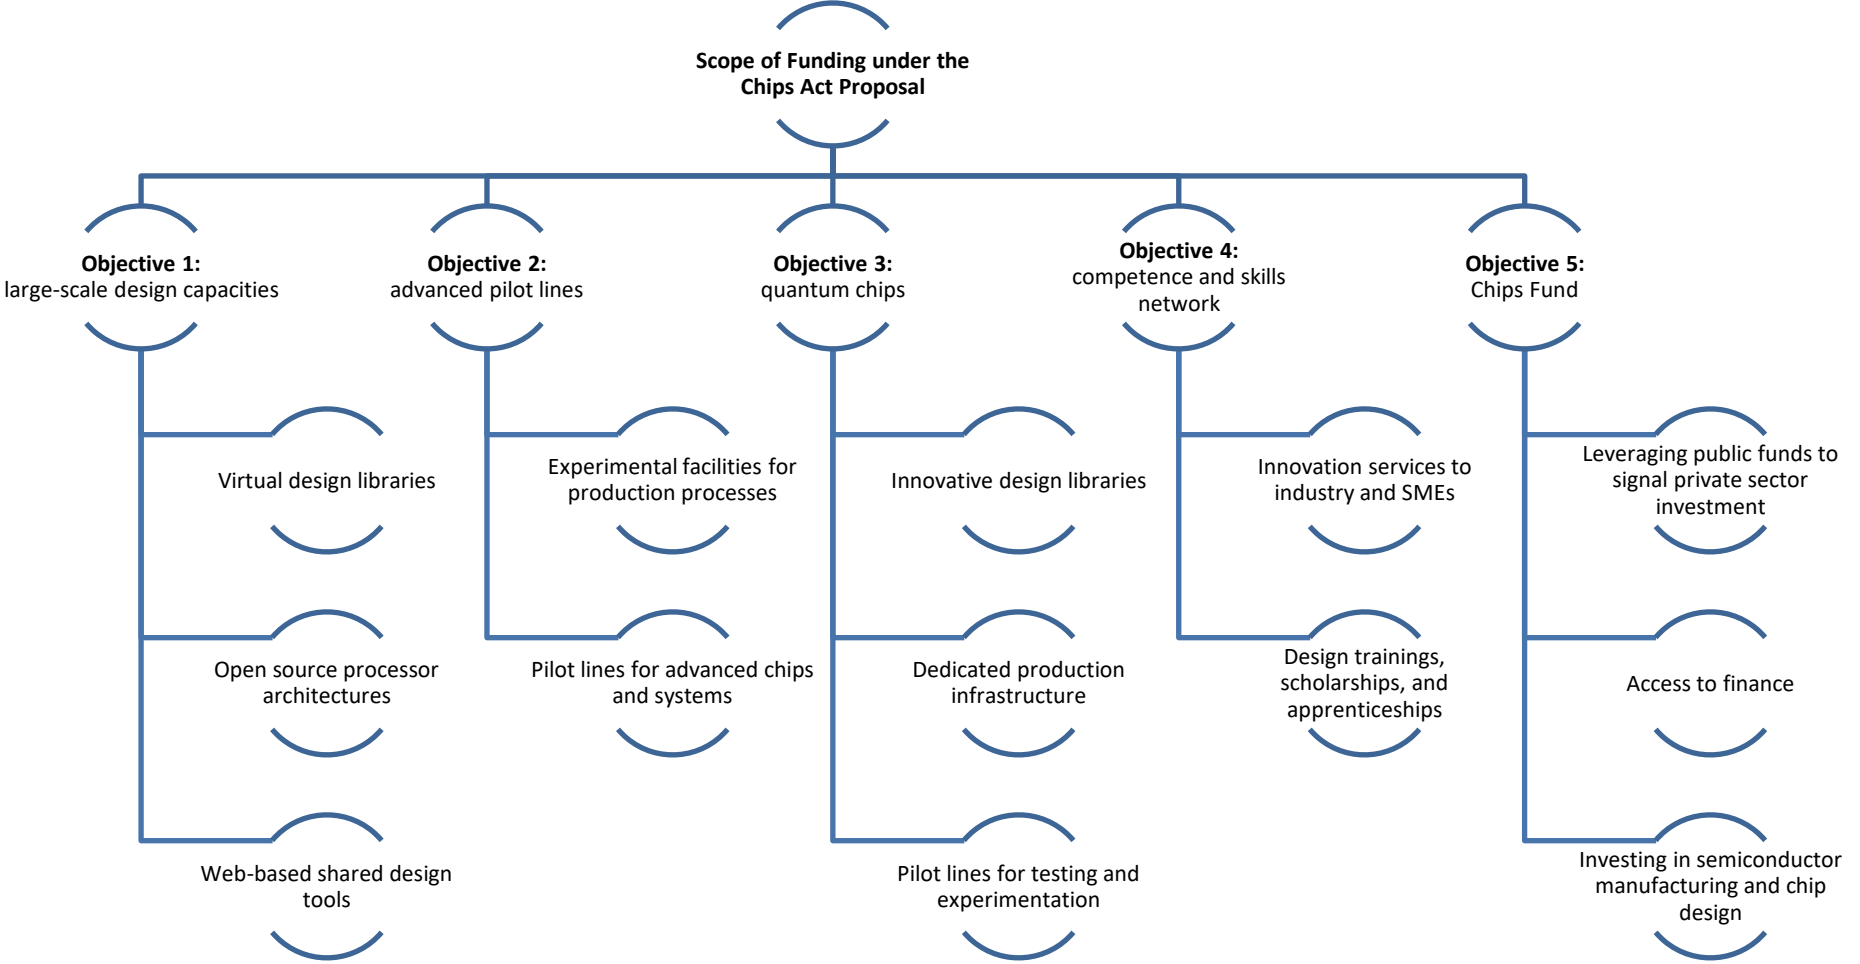 Scope of Funding under the
Chips Act Proposal
Objective 1:
large-scale design capacities
Objective 2:
advanced pilot lines
Objective 3:
quantum chips
Objective 4:
competence and skills
network
Objective 5:
Chips Fund
Virtual design libraries
Open source processor
architectures
Web-based shared design
tools
Experimental facilities for
production processes
Pilot lines for advanced chips
and systems
Innovative design libraries
Dedicated production
infrastructure
Pilot lines for testing and
experimentation
Innovation services to
industry and SMEs
Design trainings,
scholarships, and
apprenticeships
Leveraging public funds to
signal private sector
investment
Access to finance
Investing in semiconductor
manufacturing and chip
design